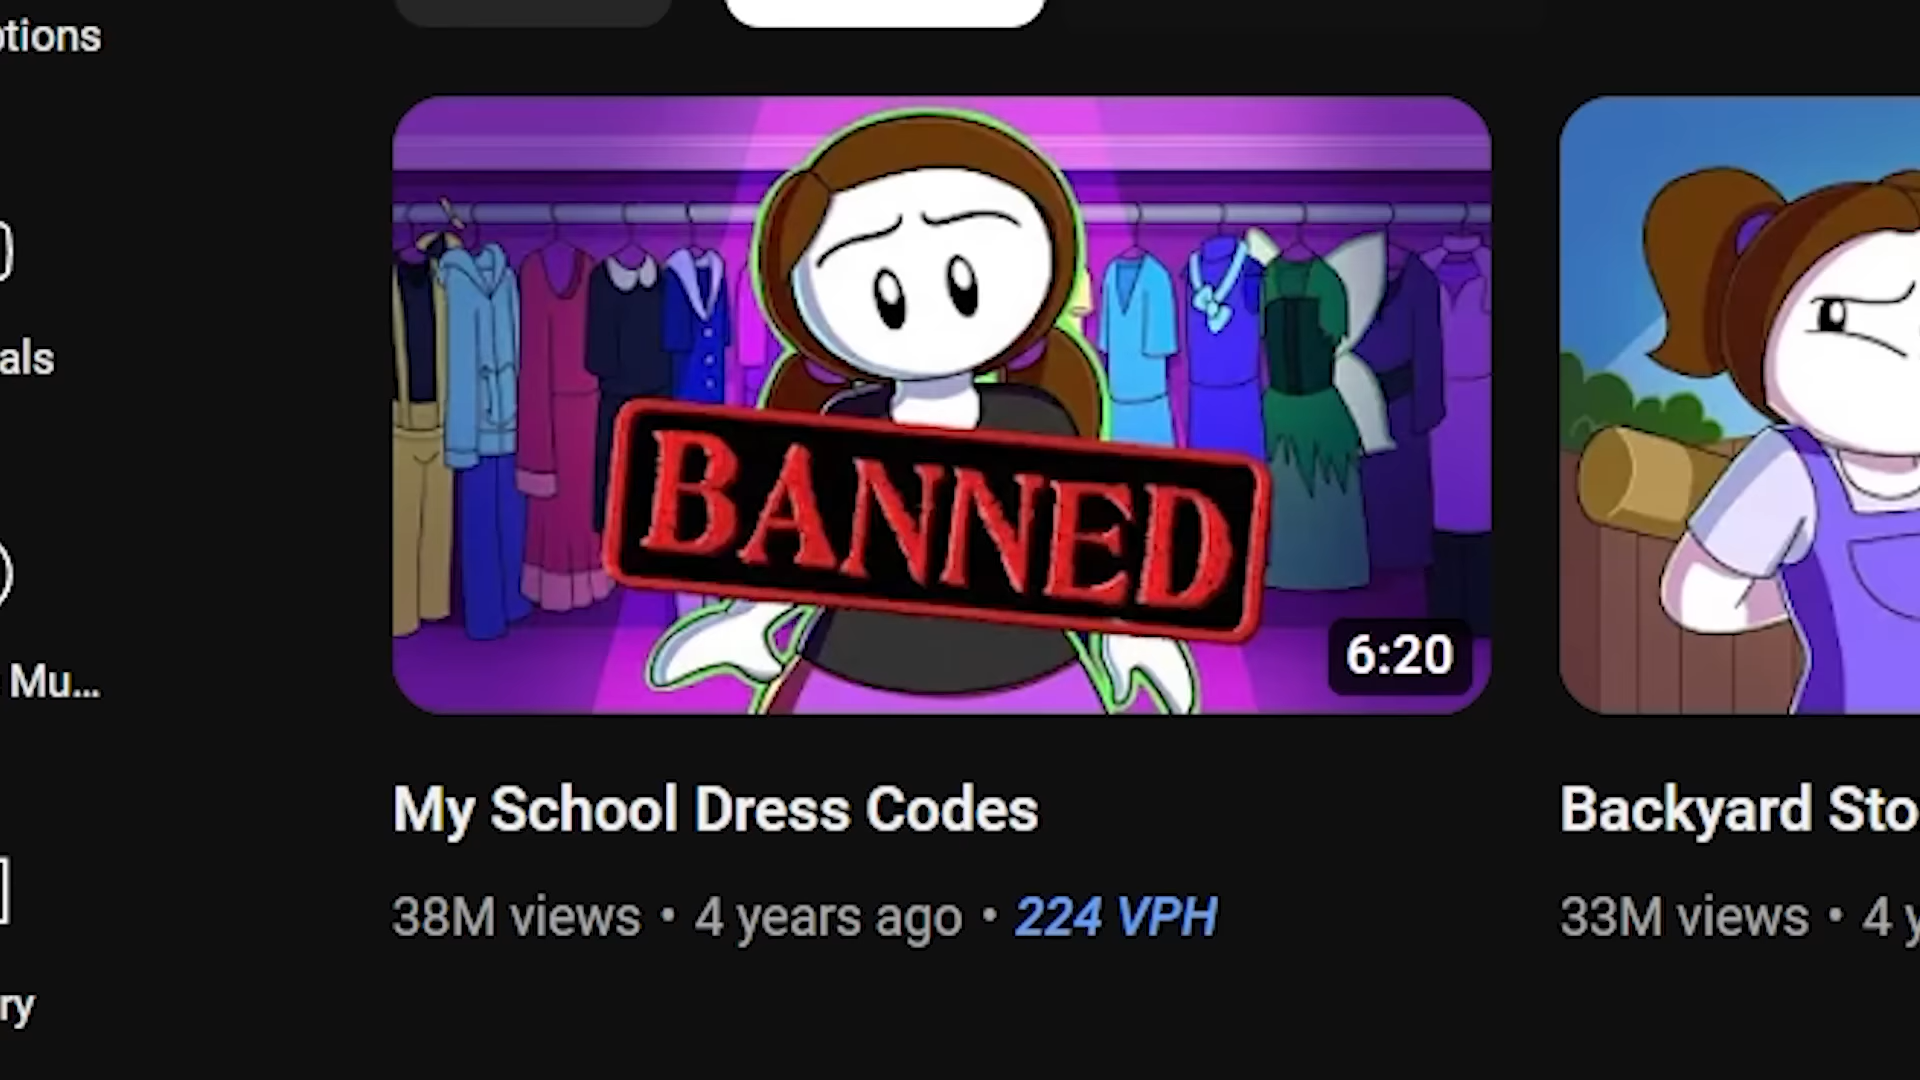 ptions
als
Mu...
ry
BANNED
6:20
My School Dress Codes
38M views • 4 years ago • 224 VPH
Backyard Sto
33M views • 4 y